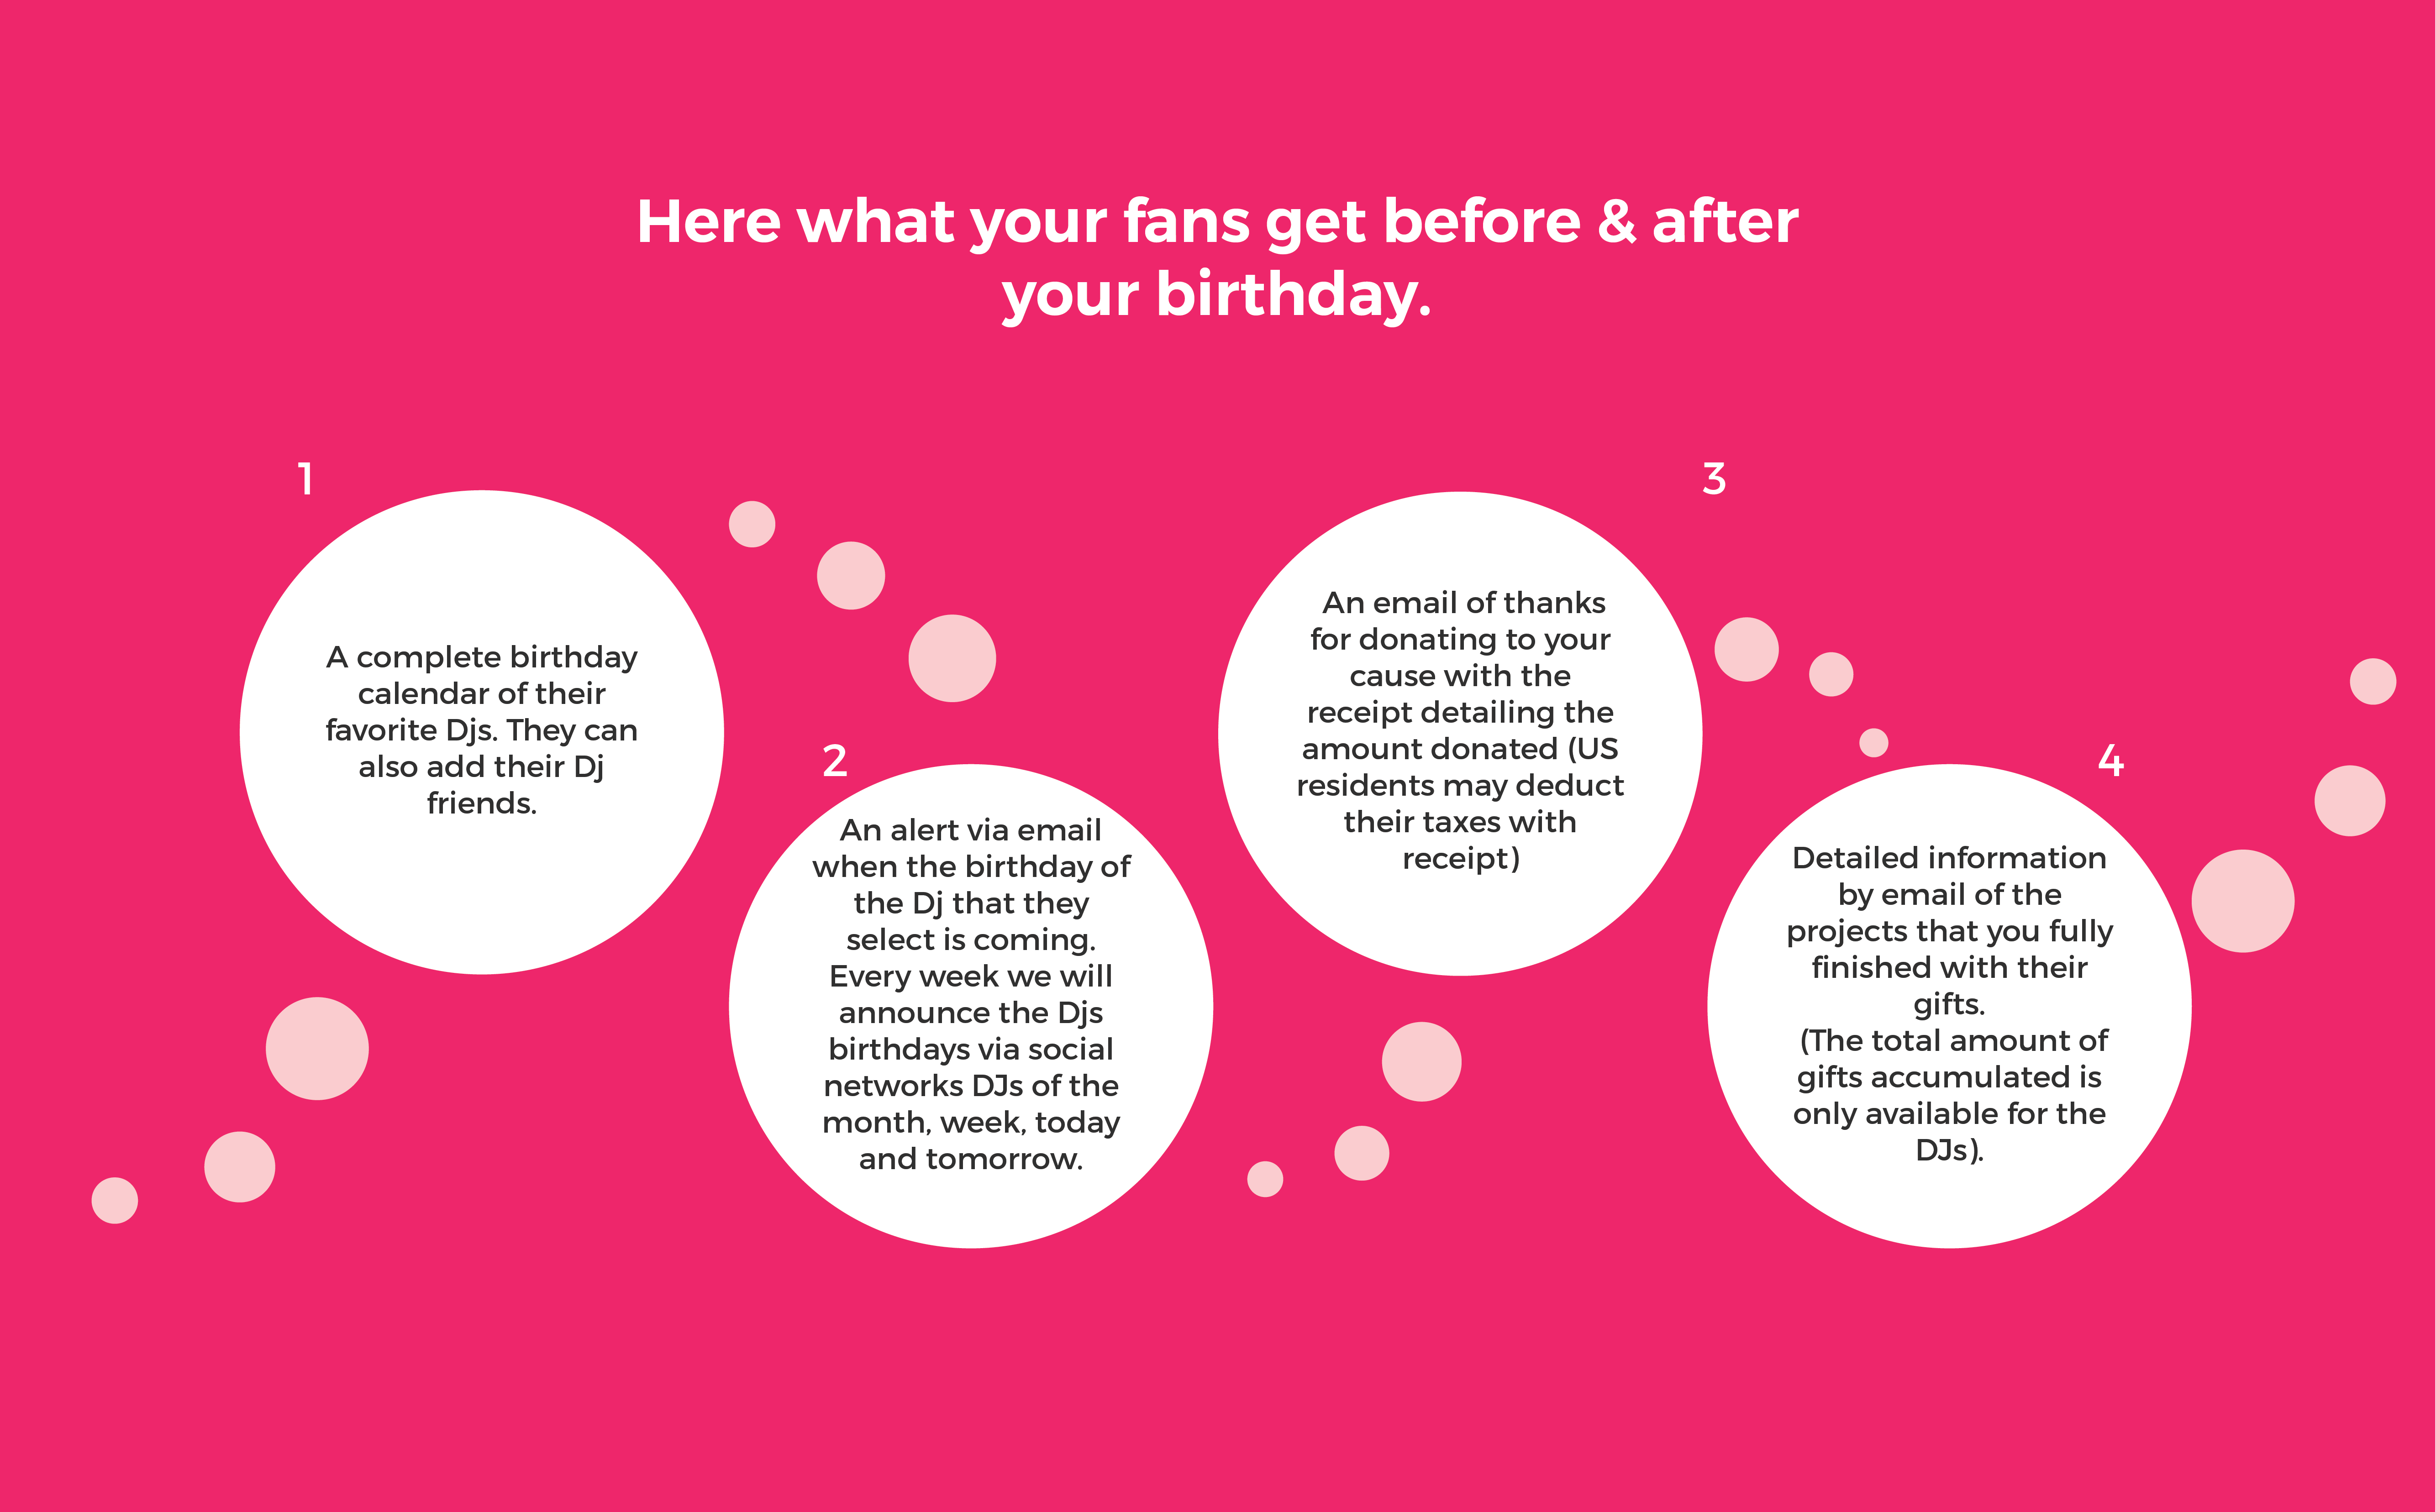 Here what your fans get before & after
your birthday.
1
A complete birthday
calendar of their
favorite Djs. They can
also add their Dj
friends.
2
An alert via email
when the birthday of
the Dj that they
select is coming.
Every week we will
announce the Djs
birthdays via social
networks DJs of the
month, week, today
and tomorrow.
3
An email of thanks
for donating to your
cause with the
receipt detailing the
amount donated (US
residents may deduct
their taxes with
receipt)
4
Detailed information
by email of the
projects that you fully
finished with their
gifts.
(The total amount of
gifts accumulated is
only available for the
DJs).